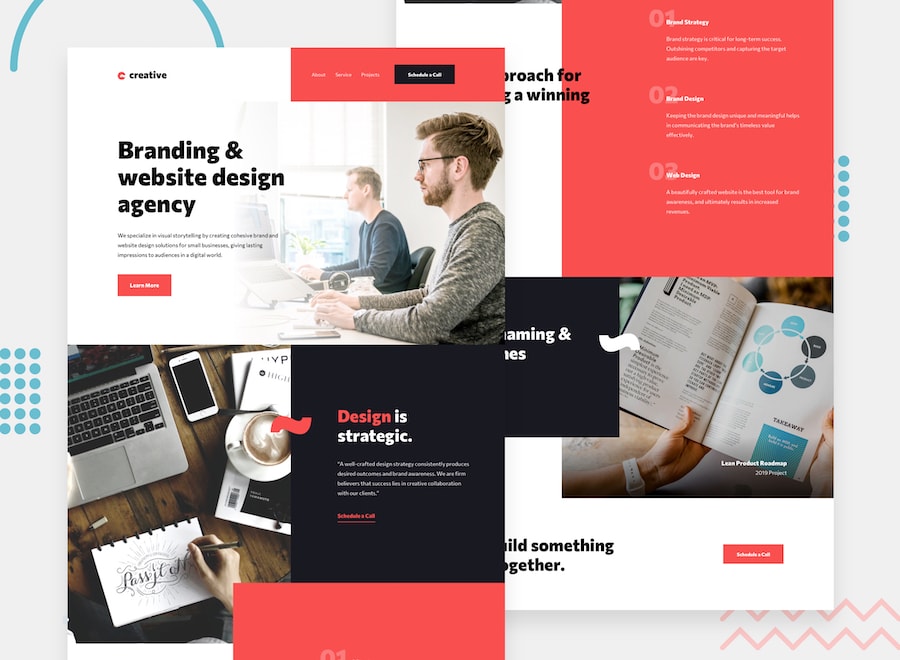 creative
About
Service
Projects
Schedule a Call
Branding &
website design
agency
We specialize in visual storytelling by creating cohesive brand and
website design solutions for small businesses, giving lasting
impressions to audiences in a digital world.
Learn More
HYP
HIGH
Pass it On
Design is
strategic.
"A well-crafted design strategy consistently produces
desired outcomes and brand awareness. We are firm
believers that success lies in creative collaboration
with our clients."
Schedule a Call
01
proach for
g a winning
01
Brand Strategy
Brand strategy is critical for long-term success.
Outshining competitors and capturing the target
audience are key.
02
Brand Design
Keeping the brand design unique and meaningful helps
in communicating the brand's timeless value
effectively.
03
Web Design
A beautifully crafted website is the best tool for brand
awareness, and ultimately results in increased
revenues.
naming &
nes
TAKEAWAY
Lean Product Roadmap
2019 Project
uild something
ogether.
Schedule a Call